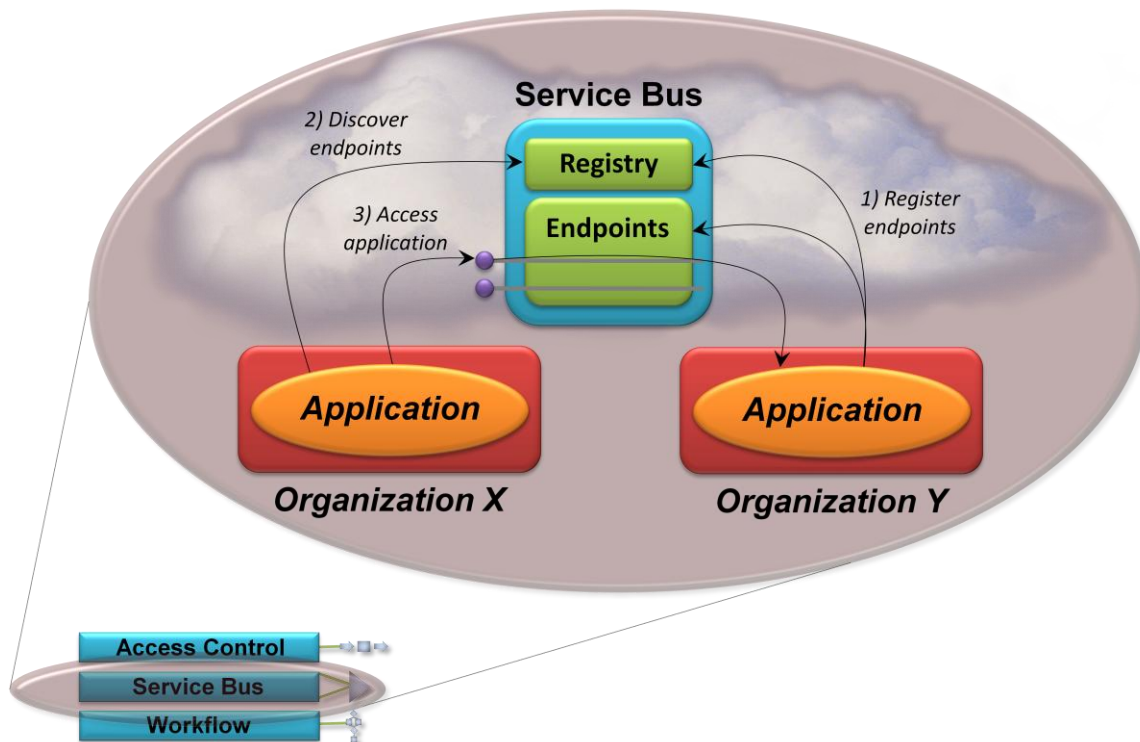 Service Bus
2) Discover
endpoints
Registry
1) Register
endpoints
3) Access
application
Endpoints
Application
Application
Organization X
Organization Y
Access Control
Service Bus
Workflow